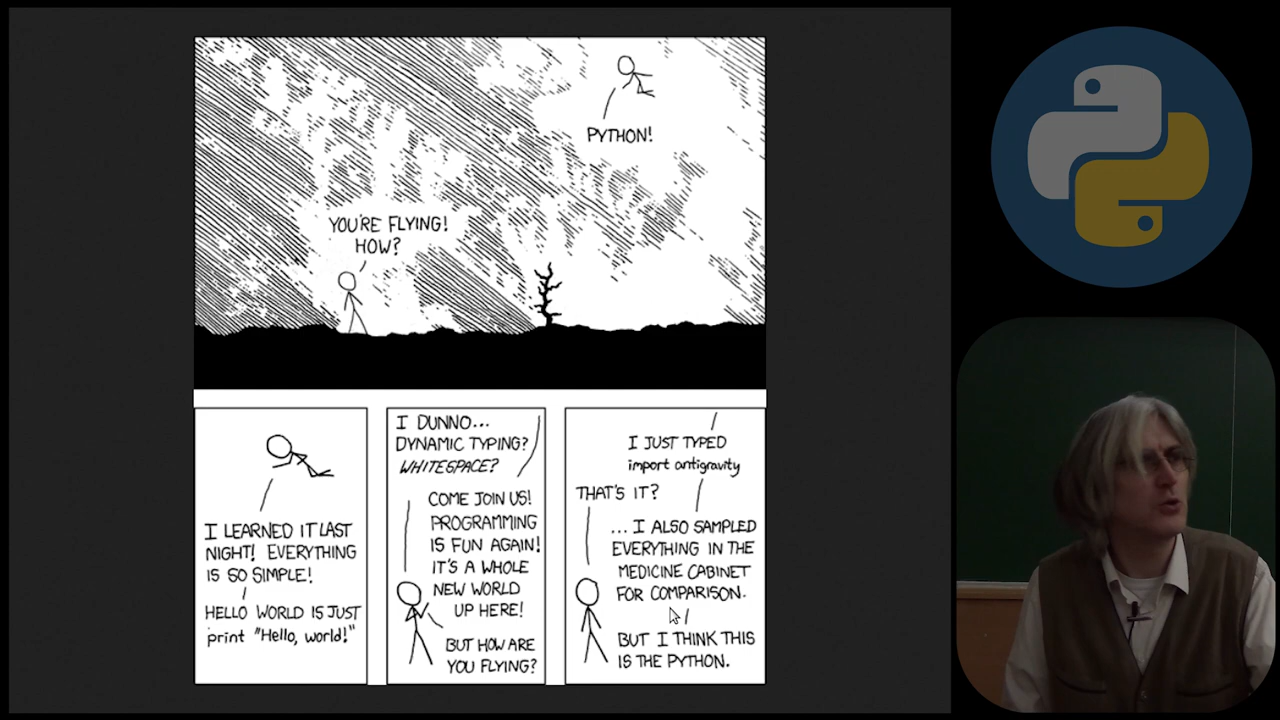 PYTHON!
YOU'RE FLYING!
HOW?
I LEARNED IT LAST
NIGHT! EVERYTHING
IS SO SIMPLE!
HELLO WORLD IS JUST
print "Hello, world!"
I DUNNO...
DYNAMIC TYPING?
WHITESPACE?
COME JOIN US!
PROGRAMMING
IS FUN AGAIN!
IT'S A WHOLE
NEW WORLD
UP HERE!
BUT HOW ARE
YOU FLYING?
I JUST TYPED
import antigravity
THAT'S IT?
... I ALSO SAMPLED
EVERYTHING IN THE
MEDICINE CABINET
FOR COMPARISON.
BUT I THINK THIS
IS THE PYTHON.